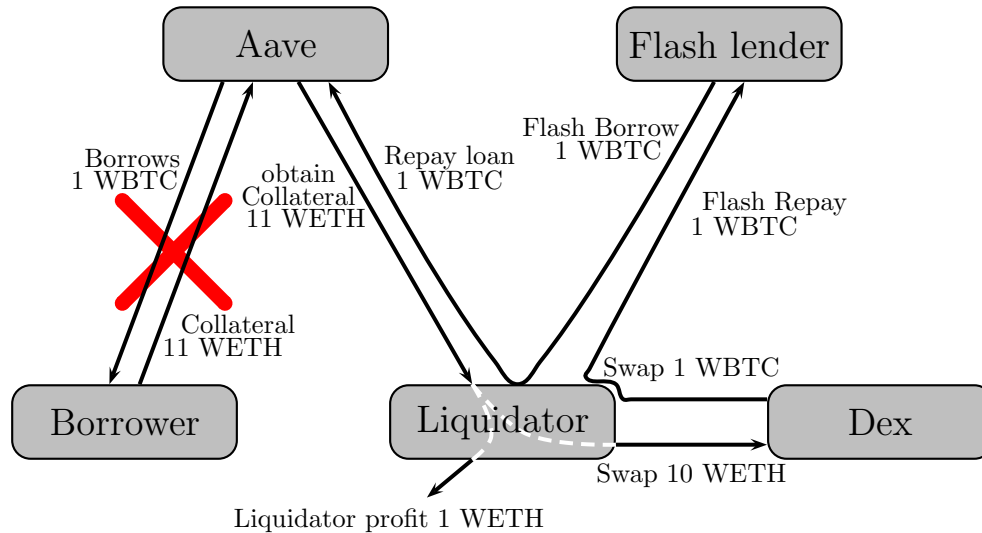 Aave
Flash lender
Borrows
1 WBTC
obtain
Collateral
11 WETH
Repay loan
1 WBTC
Flash Borrow
1 WBTC
Flash Repay
1 WBTC
Collateral
11 WETH
Swap 1 WBTC
Borrower
Liquidator
Dex
Swap 10 WETH
Liquidator profit 1 WETH